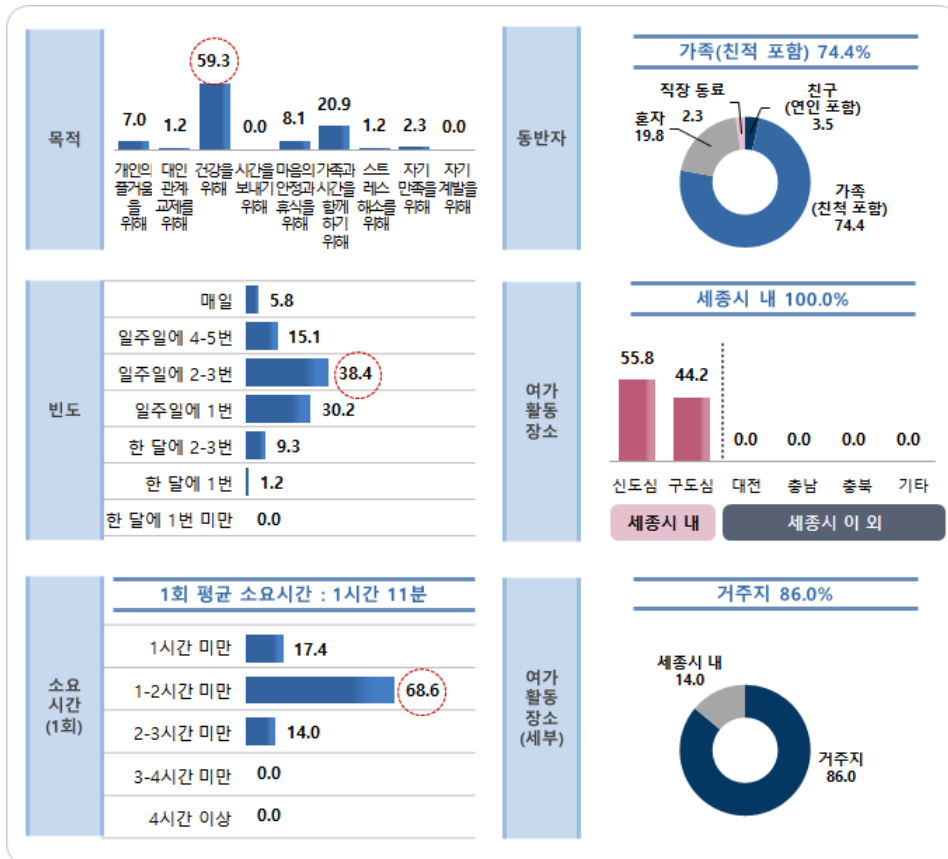 목적
59.3
7.0
1.2
0.0
8.1
20.9
1.2
2.3
0.0
개인의
즐거움
을
위해
대인
관계
교제를
위해
건강을
위해
시간을
보내기
위해
마음의
안정과
휴식을
위해
가족과
시간을
함께
하기
위해
스트
레스
해소를
위해
자기
만족을
위해
자기
계발을
위해
동반자
가족(친적 포함) 74.4%
직장 동료
2.3
친구
(연인 포함)
3.5
혼자
19.8
가족
(친척 포함)
74.4
빈도
매일 5.8
일주일에 4-5번 15.1
일주일에 2-3번 38.4
일주일에 1번 30.2
한 달에 2-3번 9.3
한 달에 1번 1.2
한 달에 1번 미만 0.0
여가
활동
장소
세종시 내 100.0%
55.8
44.2
0.0
0.0
0.0
0.0
신도심 구도심 대전 충남 충북 기타
세종시 내
세종시 이 외
소요
시간
(1회)
1회 평균 소요시간 : 1시간 11분
1시간 미만 17.4
1-2시간 미만 68.6
2-3시간 미만 14.0
3-4시간 미만 0.0
4시간 이상 0.0
여가
활동
장소
(세부)
거주지 86.0%
세종시 내
14.0
거주지
86.0